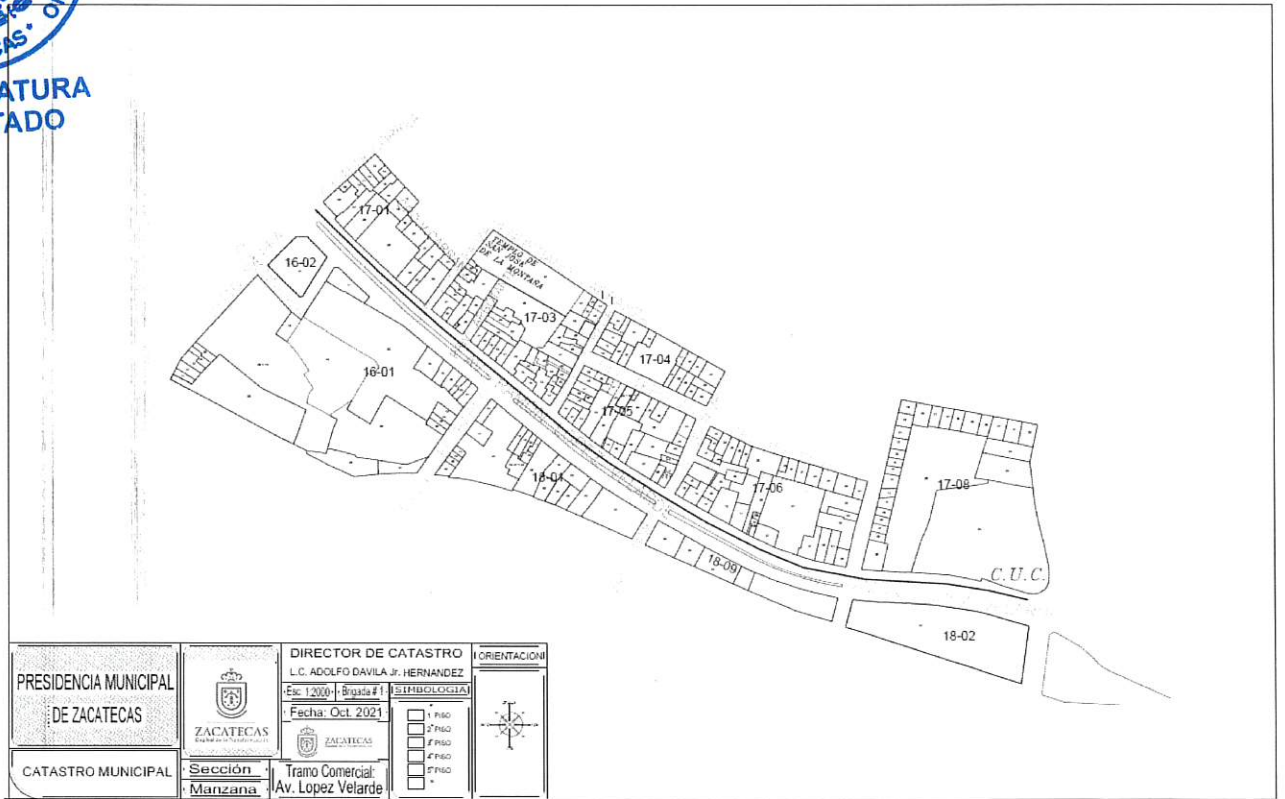 ATURA
TADO
17-01
16-02
TEMPLO DE
SAN JOSE
DE LA MONTAÑA
17-03
17-04
16-01
17-05
18-01
17-06
17-08
18-09
C.U.C.
18-02
PRESIDENCIA MUNICIPAL
DE ZACATECAS
CATASTRO MUNICIPAL
ZACATECAS
Sección
Manzana
DIRECTOR DE CATASTRO
L.C. ADOLFO DAVILA Jr. HERNANDEZ
Esc: 1:2000 Brigada # 1
Fecha: Oct. 2021
ZACATECAS
Tramo Comercial:
Av. Lopez Velarde
SIMBOLOGIA
1 PISO
2° PISO
3° PISO
4° PISO
5° PISO
ORIENTACION